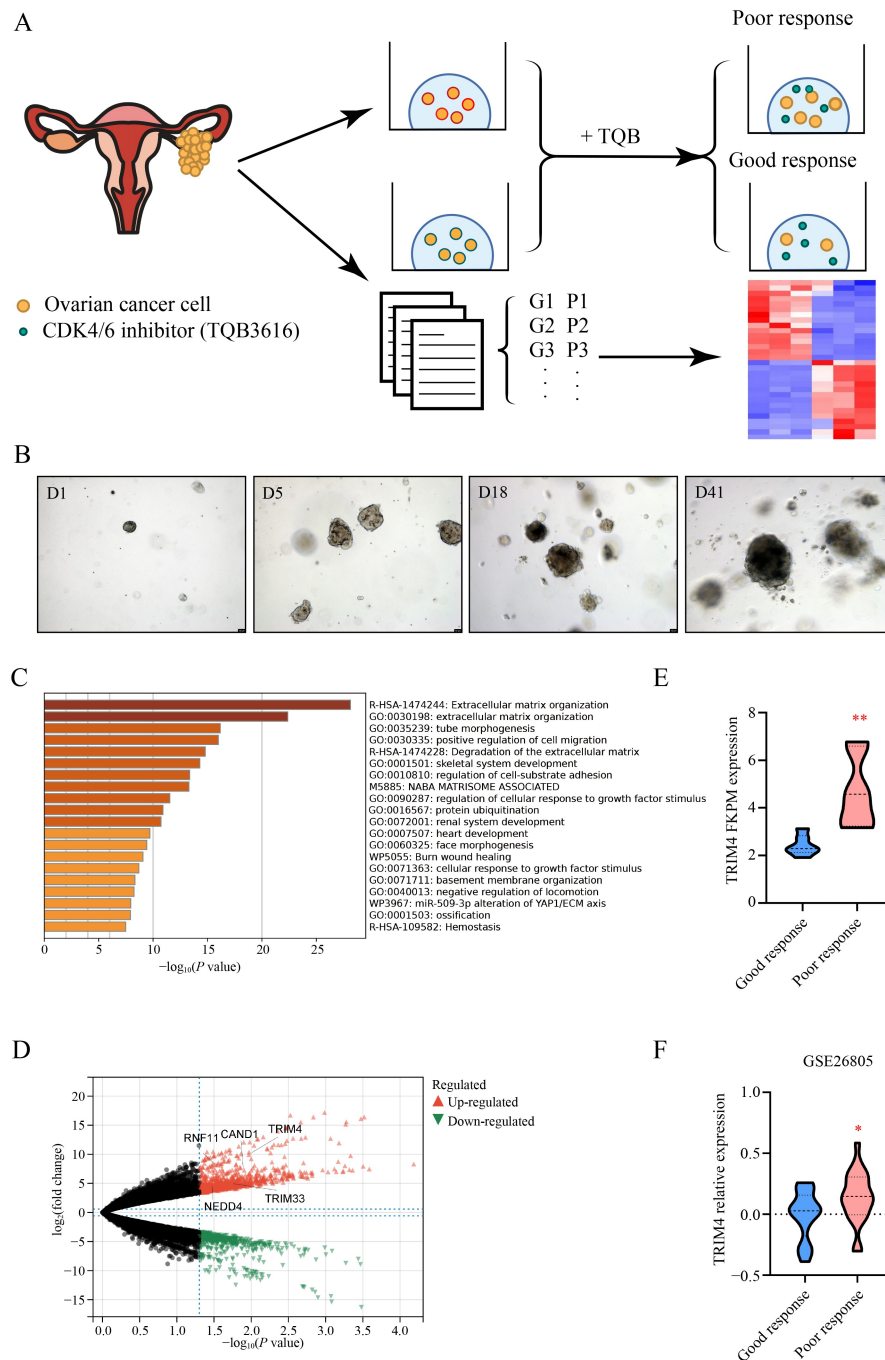 A
Poor response
+ TQB
Good response
Ovarian cancer cell
CDK4/6 inhibitor (TQB3616)
G1 P1
G2 P2
G3 P3
B
D1
D5
D18
D41
C
R-HSA-1474244: Extracellular matrix organization
GO:0030198: extracellular matrix organization
GO:0035239: tube morphogenesis
GO:0030335: positive regulation of cell migration
R-HSA-1474228: Degradation of the extracellular matrix
GO:0001501: skeletal system development
GO:0010810: regulation of cell-substrate adhesion
M5885: NABA MATRISOME ASSOCIATED
GO:0090287: regulation of cellular response to growth factor stimulus
GO:0016567: protein ubiquitination
GO:0072001: renal system development
GO:0007507: heart development
GO:0060325: face morphogenesis
WP5055: Burn wound healing
GO:0071363: cellular response to growth factor stimulus
GO:0071711: basement membrane organization
GO:0040013: negative regulation of locomotion
WP3967: miR-509-3p alteration of YAP1/ECM axis
GO:0001503: ossification
R-HSA-109582: Hemostasis
0 5 10 15 20 25
−log₁₀(P value)
E
TRIM4 FKPM expression
8
6
4
2
0
**
Good response
Poor response
D
log₂(fold change)
20
15
10
5
0
−5
−10
−15
RNF11
CAND1
TRIM4
TRIM33
NEDD4
0.0 0.5 1.0 1.5 2.0 2.5 3.0 3.5 4.0
−log₁₀(P value)
Regulated
Up-regulated
Down-regulated
F
GSE26805
TRIM4 relative expression
1.0
0.5
0.0
−0.5
*
Good response
Poor response